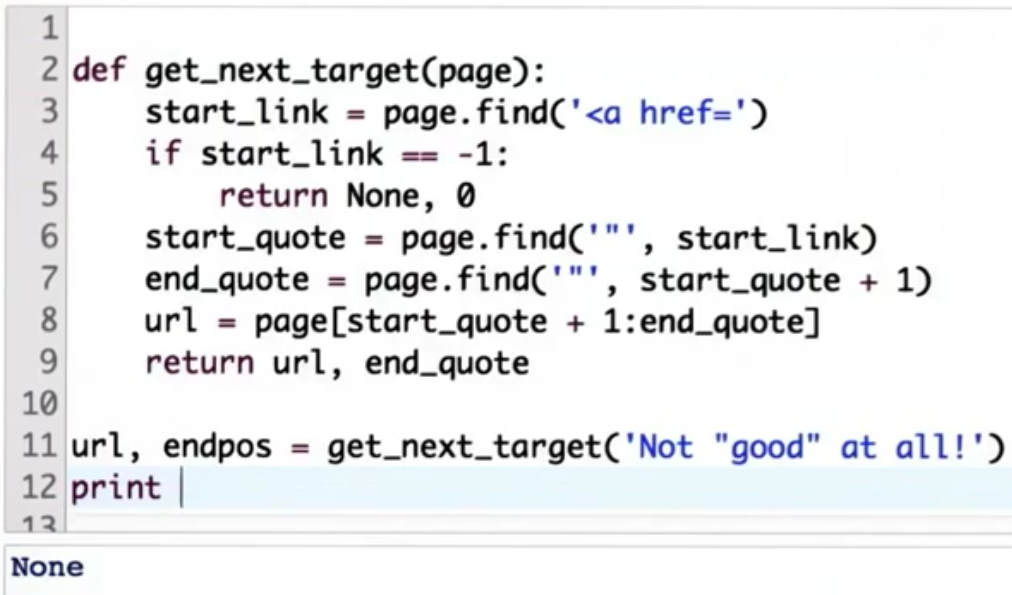 1
2 def get_next_target(page):
3     start_link = page.find('<a href=')
4     if start_link == -1:
5         return None, 0
6     start_quote = page.find('"', start_link)
7     end_quote = page.find('"', start_quote + 1)
8     url = page[start_quote + 1:end_quote]
9     return url, end_quote
10
11 url, endpos = get_next_target('Not "good" at all!')
12 print
13
None